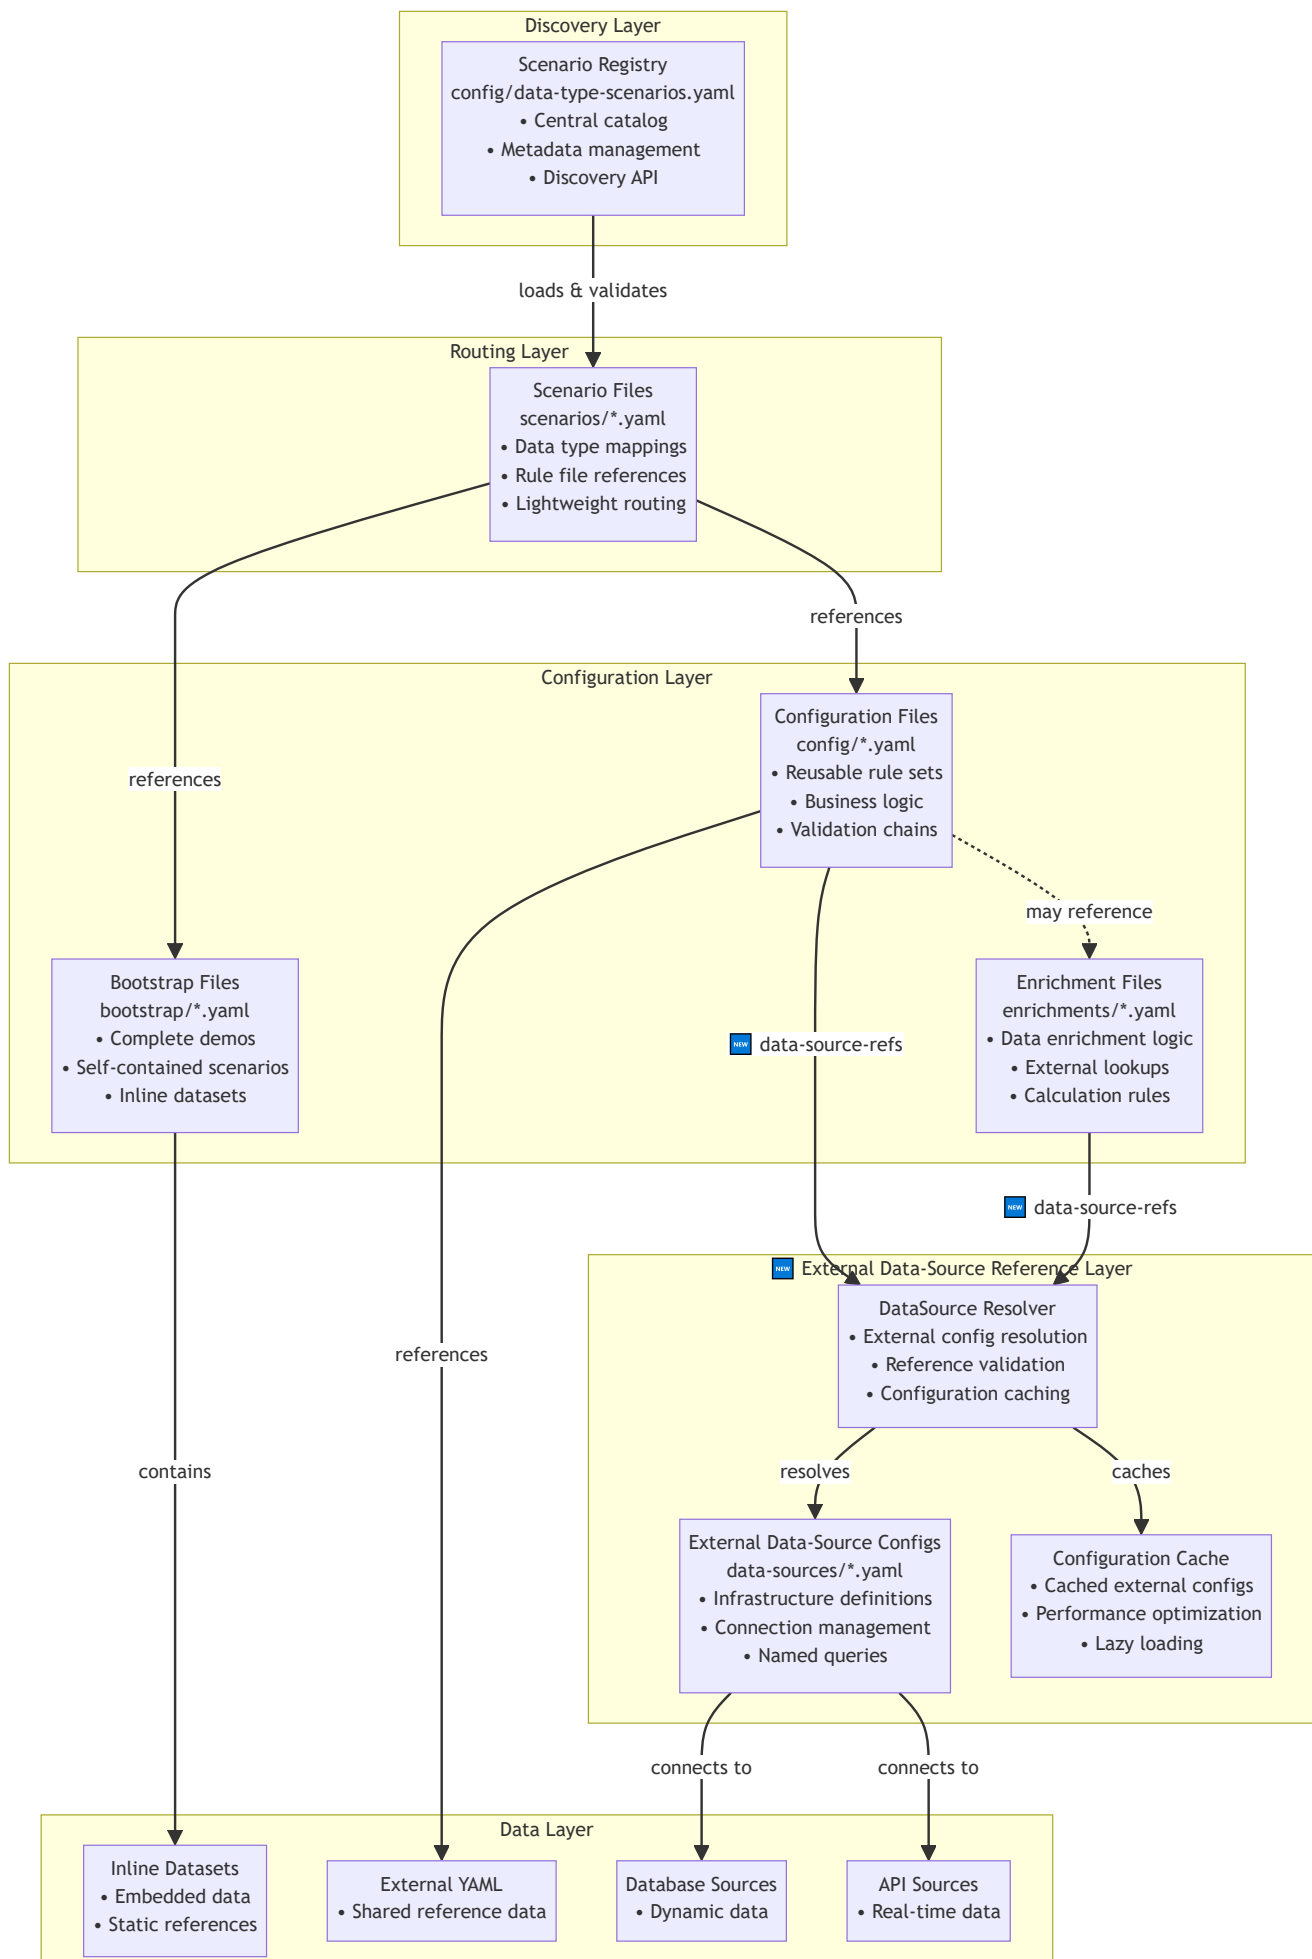 Discovery Layer
Scenario Registry
config/data-type-scenarios.yaml
• Central catalog
• Metadata management
• Discovery API
loads & validates
Routing Layer
Scenario Files
scenarios/*.yaml
• Data type mappings
• Rule file references
• Lightweight routing
references
Configuration Layer
Configuration Files
config/*.yaml
• Reusable rule sets
• Business logic
• Validation chains
references
may reference
Bootstrap Files
bootstrap/*.yaml
• Complete demos
• Self-contained scenarios
• Inline datasets
Enrichment Files
enrichments/*.yaml
• Data enrichment logic
• External lookups
• Calculation rules
NEW data-source-refs
NEW data-source-refs
NEW External Data-Source Reference Layer
DataSource Resolver
• External config resolution
• Reference validation
• Configuration caching
references
contains
resolves
caches
External Data-Source Configs
data-sources/*.yaml
• Infrastructure definitions
• Connection management
• Named queries
Configuration Cache
• Cached external configs
• Performance optimization
• Lazy loading
connects to
connects to
Data Layer
Inline Datasets
• Embedded data
• Static references
External YAML
• Shared reference data
Database Sources
• Dynamic data
API Sources
• Real-time data